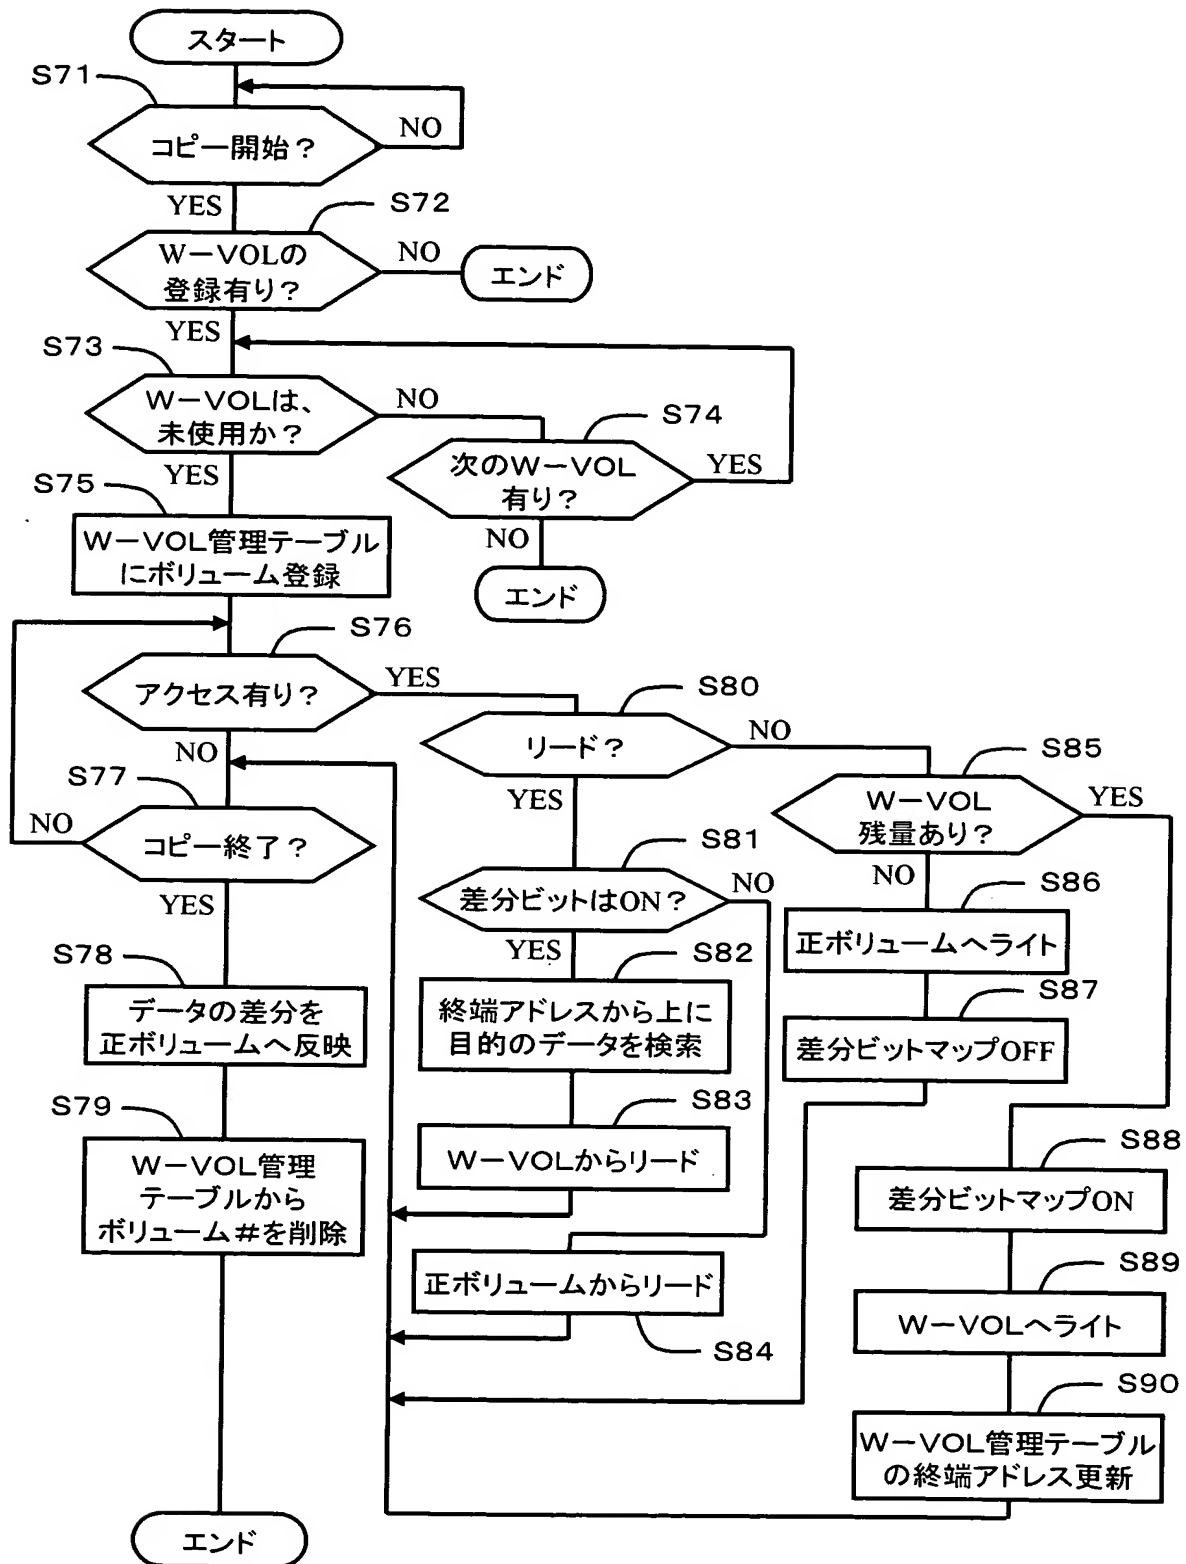 スタート
S71
コピー開始？
NO
YES
S72
W－VOLの
登録有り？
NO
エンド
YES
S73
W－VOLは、
未使用か？
NO
S74
次のW－VOL
有り？
YES
NO
エンド
YES
S75
W－VOL管理テーブル
にボリューム登録
S76
アクセス有り？
YES
NO
S77
コピー終了？
NO
YES
S78
データの差分を
正ボリュームへ反映
S79
W－VOL管理
テーブルから
ボリューム＃を削除
エンド
S80
リード？
NO
YES
S81
差分ビットはON？
NO
YES
S82
終端アドレスから上に
目的のデータを検索
S83
W－VOLからリード
正ボリュームからリード
S84
S85
W－VOL
残量あり？
YES
NO
S86
正ボリュームへライト
S87
差分ビットマップOFF
S88
差分ビットマップON
S89
W－VOLへライト
S90
W－VOL管理テーブル
の終端アドレス更新